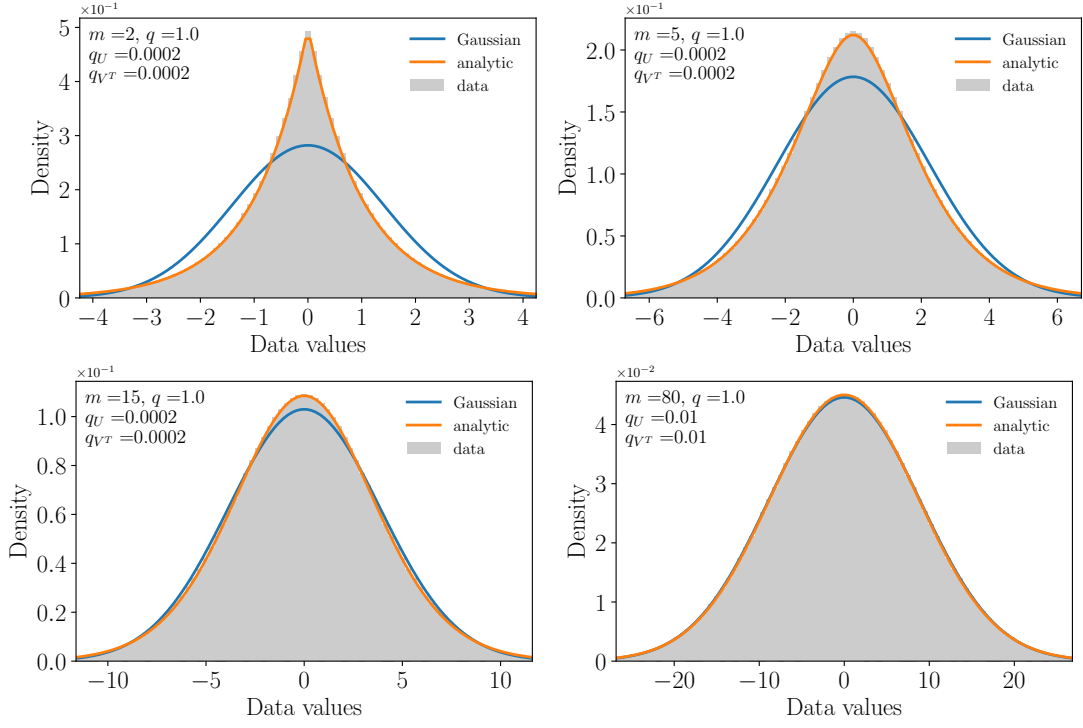 ×10⁻¹
m =2, q =1.0
q_U =0.0002
q_{V^T} =0.0002
Gaussian
analytic
data
Density
5
4
3
2
1
0
−4 −3 −2 −1 0 1 2 3 4
Data values
×10⁻¹
m =5, q =1.0
q_U =0.0002
q_{V^T} =0.0002
Gaussian
analytic
data
Density
2.0
1.5
1.0
0.5
0.0
−6 −4 −2 0 2 4 6
Data values
×10⁻¹
m =15, q =1.0
q_U =0.0002
q_{V^T} =0.0002
Gaussian
analytic
data
Density
1.0
0.8
0.6
0.4
0.2
0.0
−10 −5 0 5 10
Data values
×10⁻²
m =80, q =1.0
q_U =0.01
q_{V^T} =0.01
Gaussian
analytic
data
Density
4
3
2
1
0
−20 −10 0 10 20
Data values